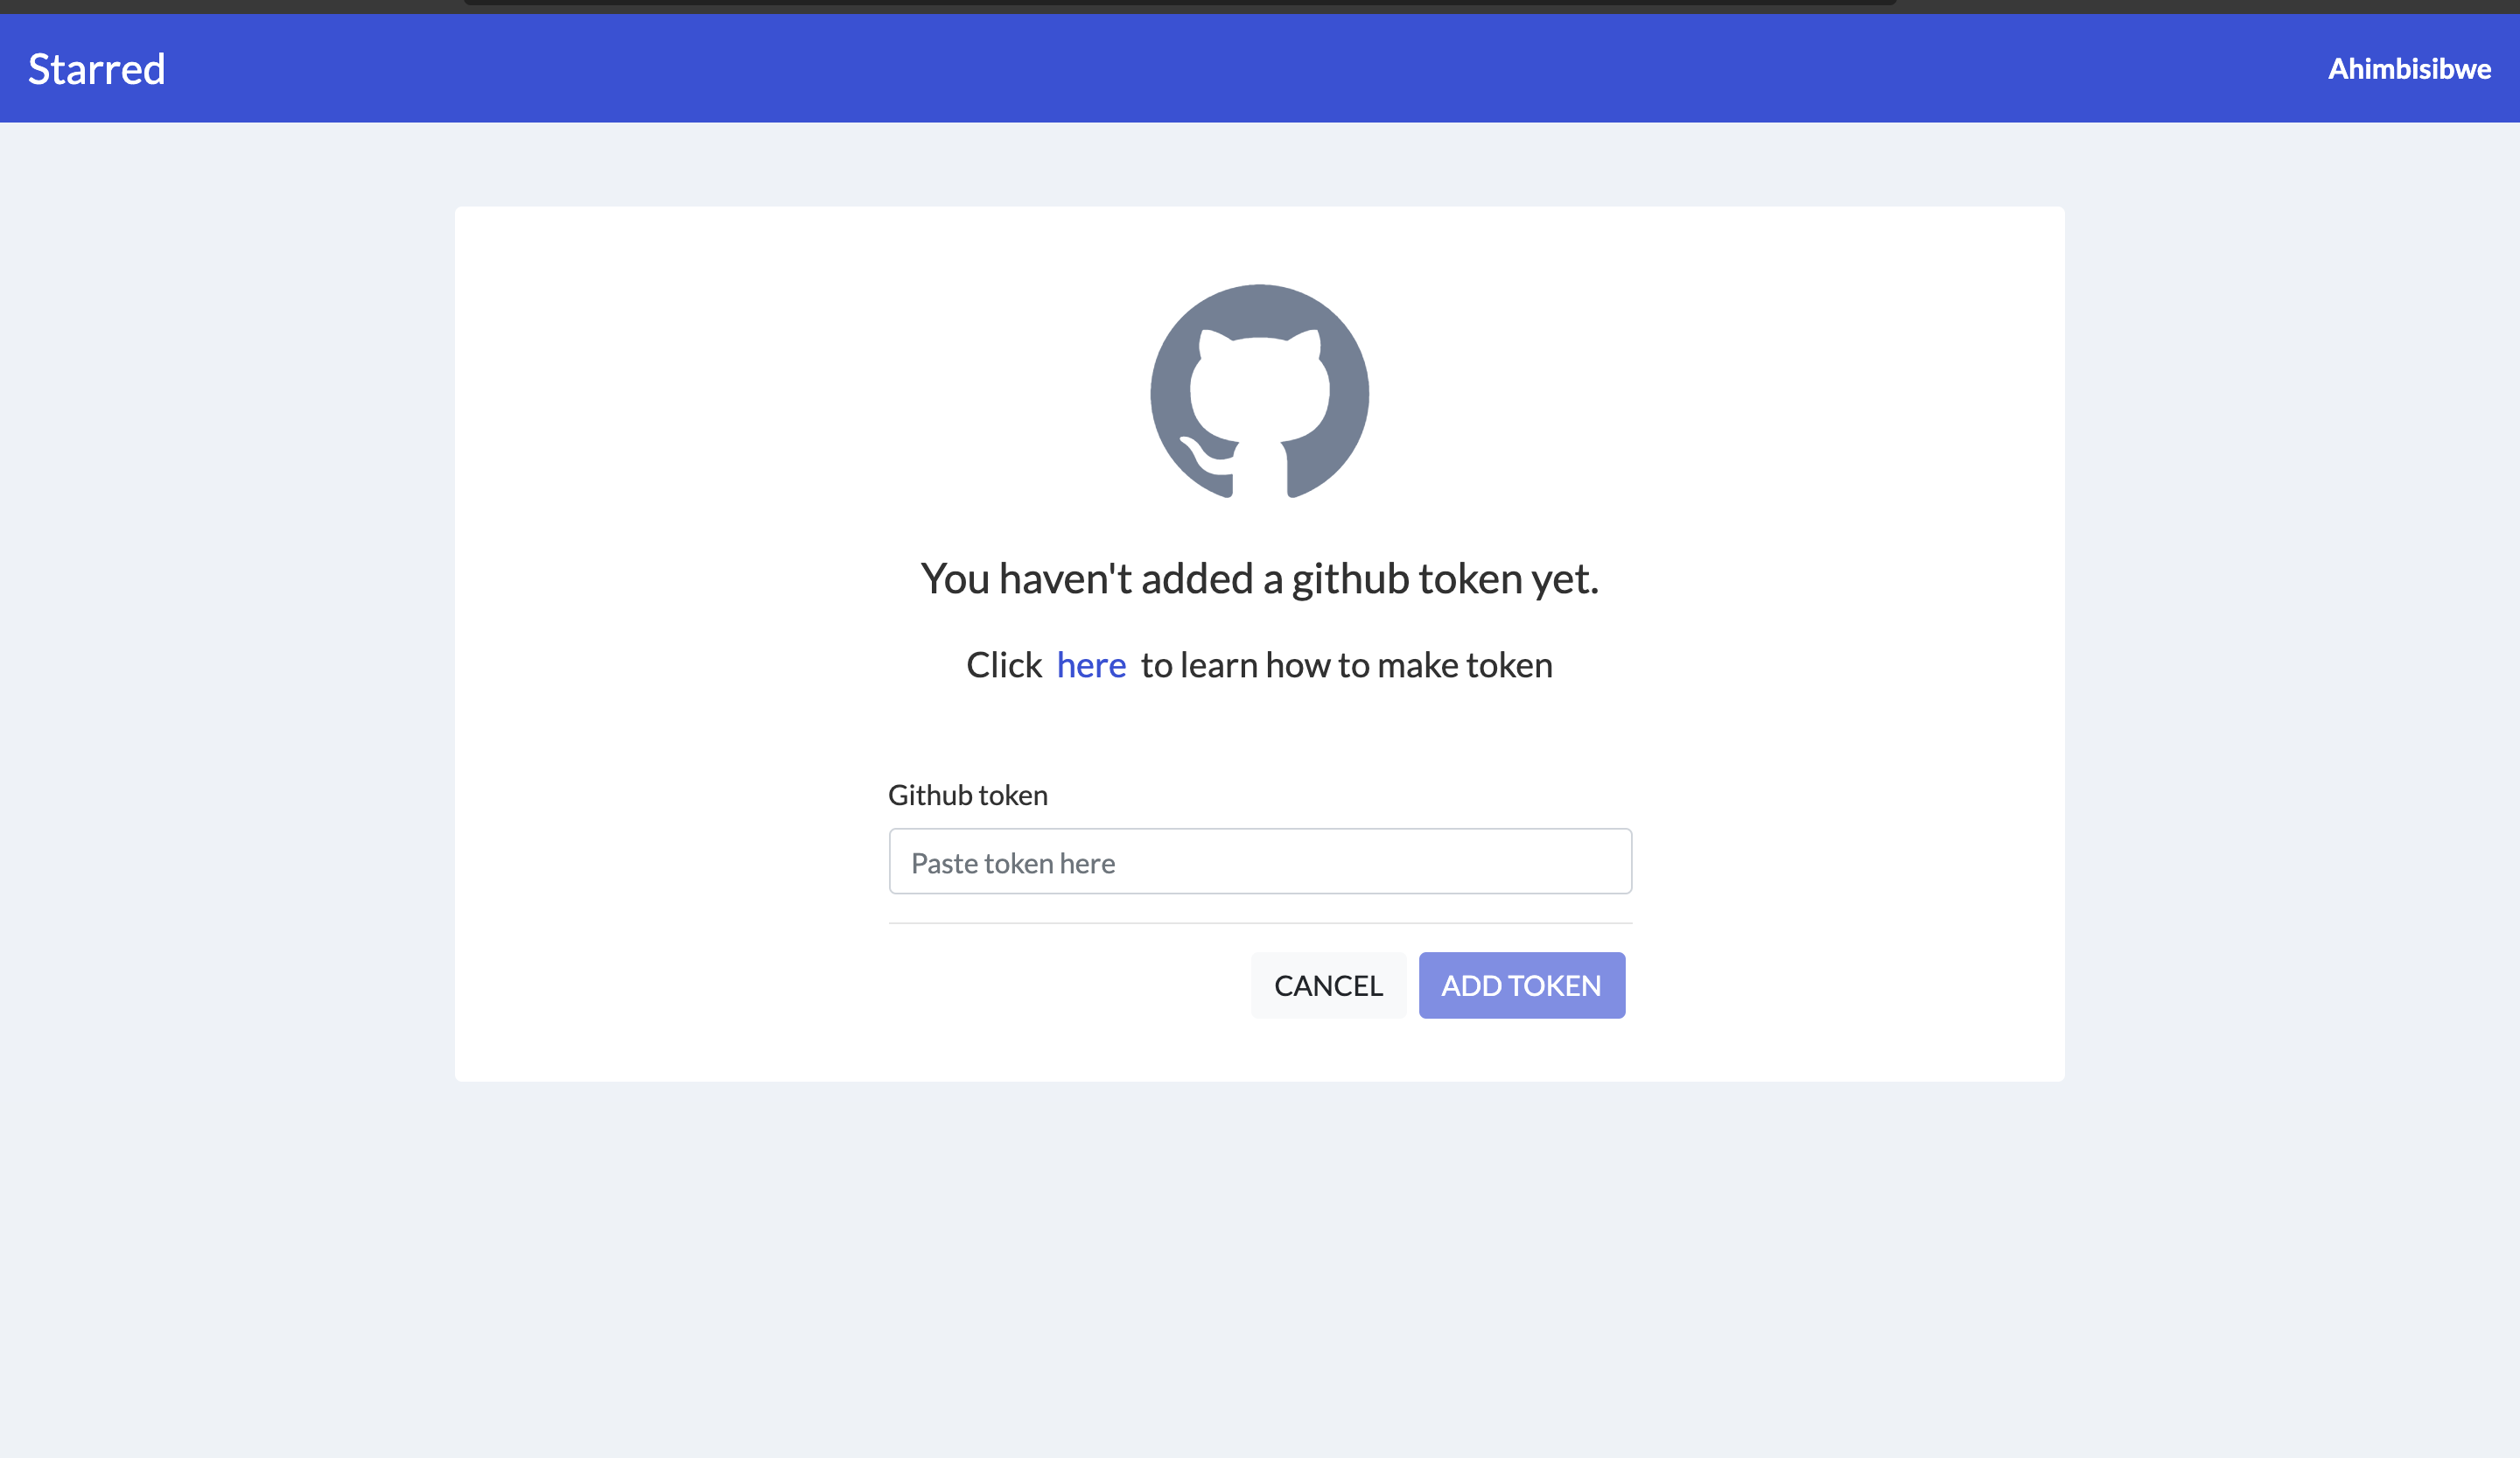 Starred
Ahimbisibwe
You haven't added a github token yet.
Click here to learn how to make token
Github token
Paste token here
CANCEL
ADD TOKEN